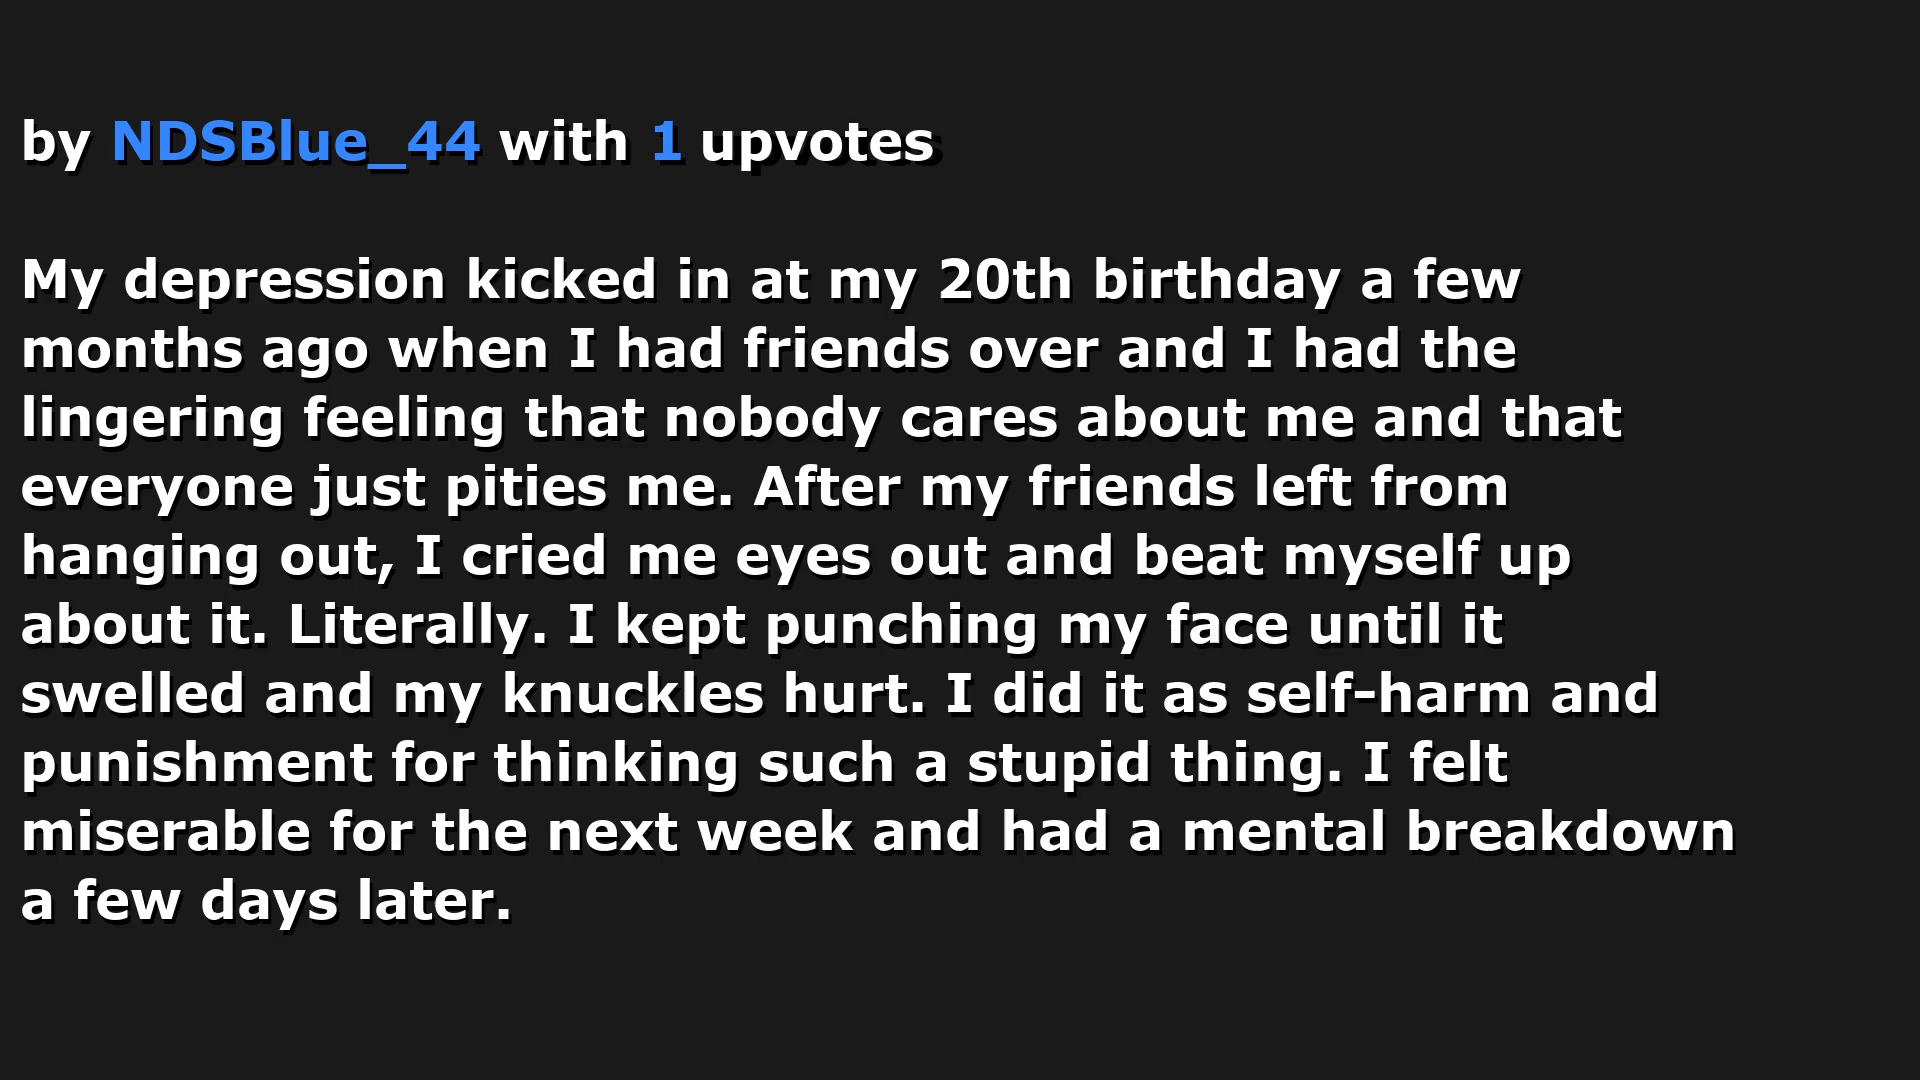 by NDSBlue_44 with 1 upvotes
My depression kicked in at my 20th birthday a few
months ago when I had friends over and I had the
lingering feeling that nobody cares about me and that
everyone just pities me. After my friends left from
hanging out, I cried me eyes out and beat myself up
about it. Literally. I kept punching my face until it
swelled and my knuckles hurt. I did it as self-harm and
punishment for thinking such a stupid thing. I felt
miserable for the next week and had a mental breakdown
a few days later.